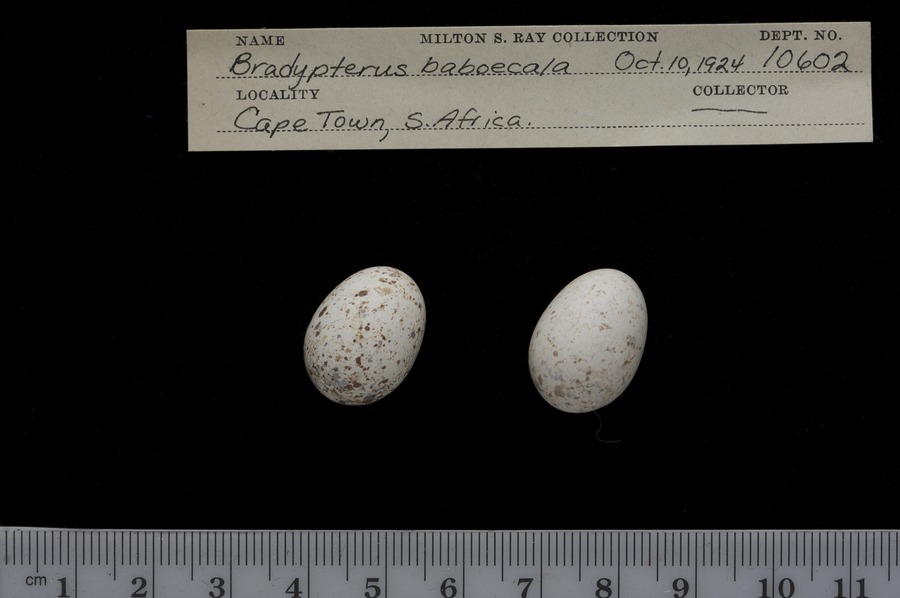 NAME MILTON S. RAY COLLECTION DEPT. NO.
Bradypterus baboecala Oct. 10, 1924 10602
LOCALITY COLLECTOR
Cape Town, S. Africa.
cm 1 2 3 4 5 6 7 8 9 10 11